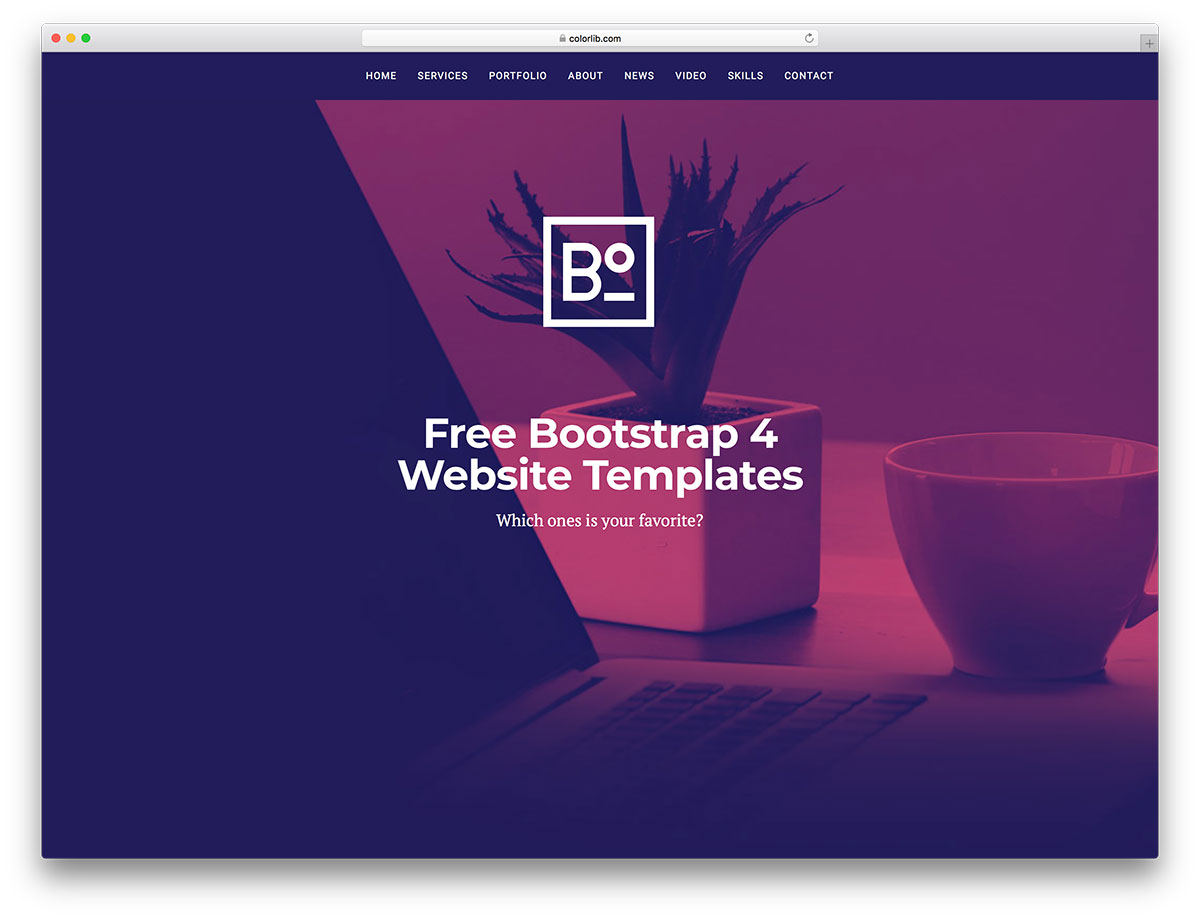 colorlib.com
HOME SERVICES PORTFOLIO ABOUT NEWS VIDEO SKILLS CONTACT
Bo
Free Bootstrap 4
Website Templates
Which ones is your favorite?